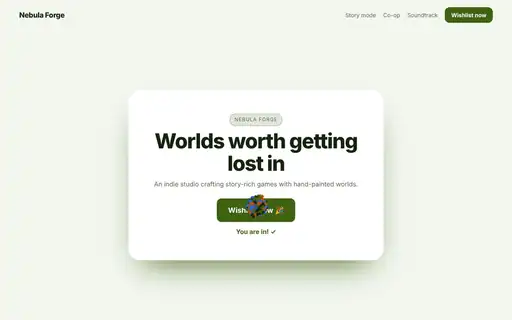 Nebula Forge
Story mode
Co-op
Soundtrack
Wishlist now
NEBULA FORGE
Worlds worth getting
lost in
An indie studio crafting story-rich games with hand-painted worlds.
You are in! ✓